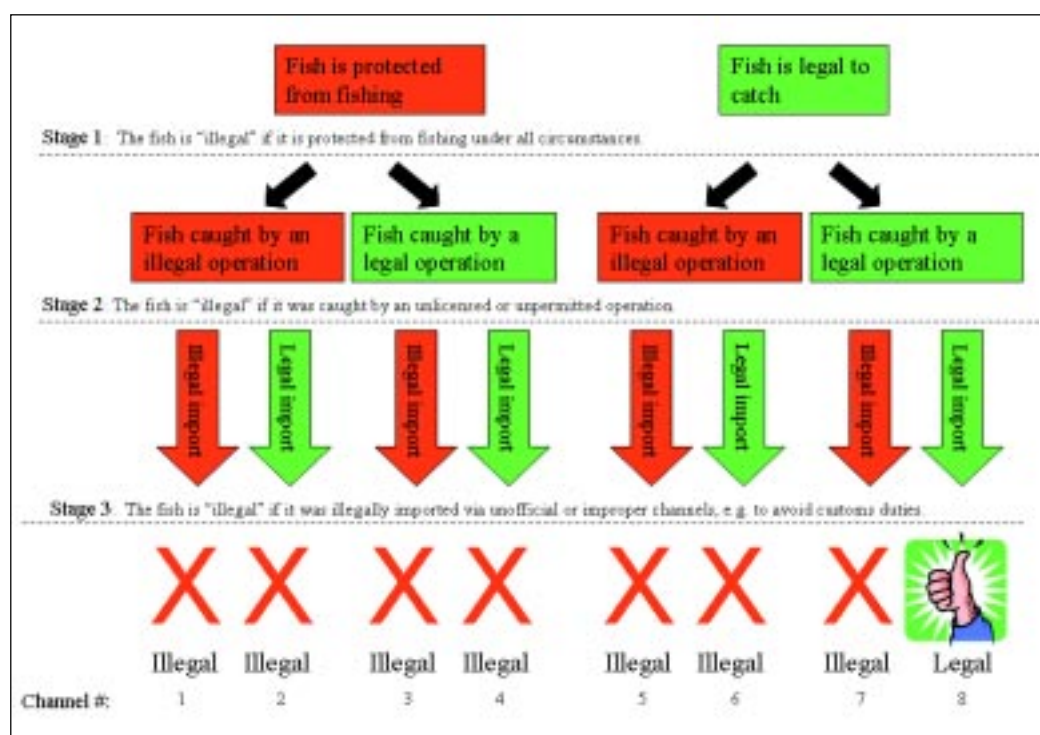 Fish is protected
from fishing
Fish is legal to
catch
Stage 1: The fish is "illegal" if it is protected from fishing under all circumstances
Fish caught by an
illegal operation
Fish caught by a
legal operation
Fish caught by an
illegal operation
Fish caught by a
legal operation
Stage 2: The fish is "illegal" if it was caught by an unlicensed or unpermitted operation
Illegal import
Legal import
Illegal import
Legal import
Illegal import
Legal import
Illegal import
Legal import
Stage 3: The fish is "illegal" if it was illegally imported via unofficial or improper channels, e.g. to avoid customs duties
X X X X X X X
Illegal Illegal Illegal Illegal Illegal Illegal Illegal Legal
Channel #: 1 2 3 4 5 6 7 8